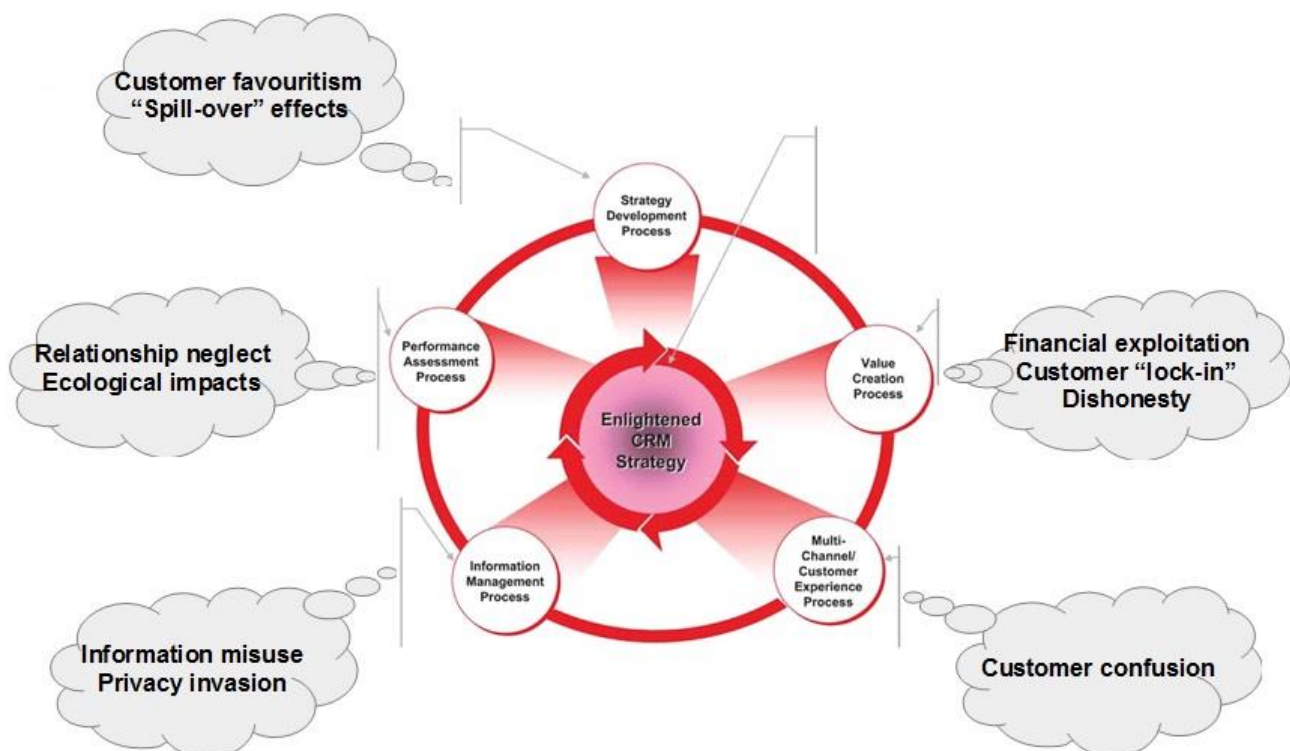 Customer favouritism
“Spill-over” effects
Strategy
Development
Process
Relationship neglect
Ecological impacts
Performance
Assessment
Process
Value
Creation
Process
Financial exploitation
Customer “lock-in”
Dishonesty
Enlightened
CRM
Strategy
Information misuse
Privacy invasion
Information
Management
Process
Multi-
Channel/
Customer
Experience
Process
Customer confusion